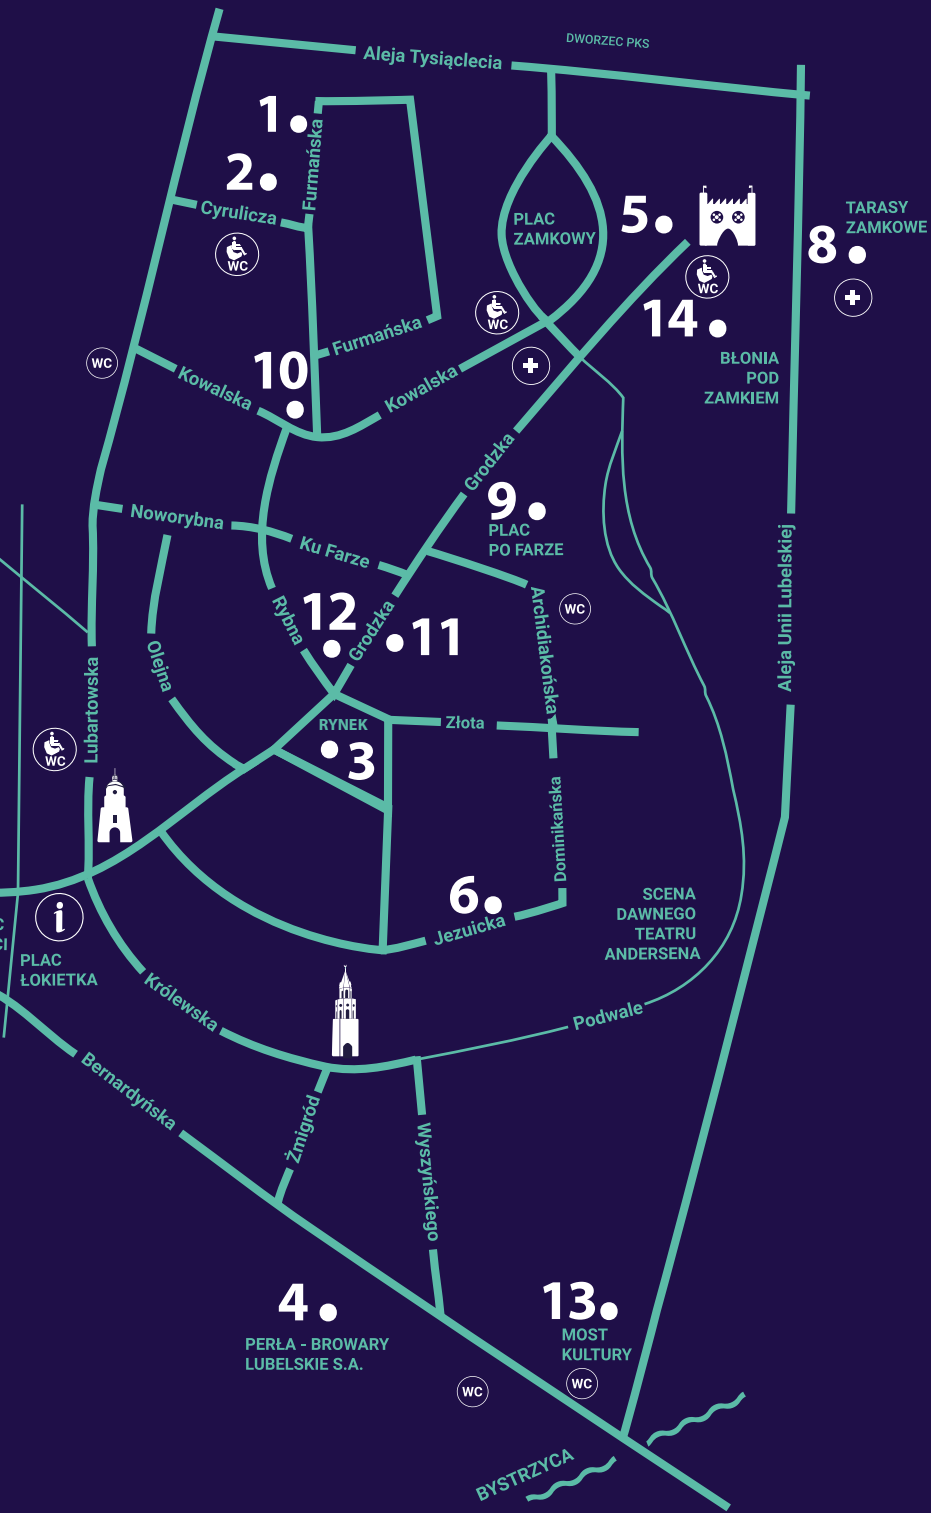 DWORZEC PKS
Aleja Tysiąclecia
1
Furmańska
2
Cyrulicza
WC
PLAC
ZAMKOWY
5
TARASY
ZAMKOWE
8
WC
WC
14
Furmańska
BŁONIA
POD
ZAMKIEM
WC
10
Kowalska
Kowalska
Grodzka
9
PLAC
PO FARZE
Noworybna
Ku Farze
Aleja Unii Lubelskiej
Archidiakońska
WC
12
Rybna
Grodzka
11
Olejna
Lubartowska
WC
RYNEK
3
Złota
Dominikańska
6
Jezuicka
SCENA
DAWNEGO
TEATRU
ANDERSENA
C
CI
i
PLAC
ŁOKIETKA
Królewska
Podwale
Bernardyńska
Żmigród
Wyszyńskiego
4
PERŁA - BROWARY
LUBELSKIE S.A.
13
MOST
KULTURY
WC
WC
BYSTRZYCA